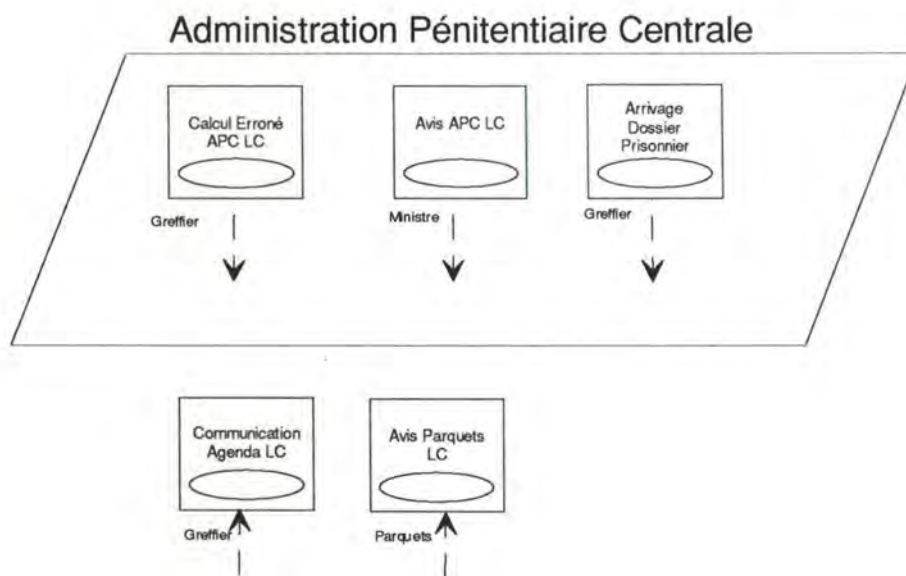 Administration Pénitentiaire Centrale
Calcul Erroné
APC LC
Avis APC LC
Arrivage
Dossier
Prisonnier
Greffier
Ministre
Greffier
Communication
Agenda LC
Avis Parquets
LC
Greffier
Parquets